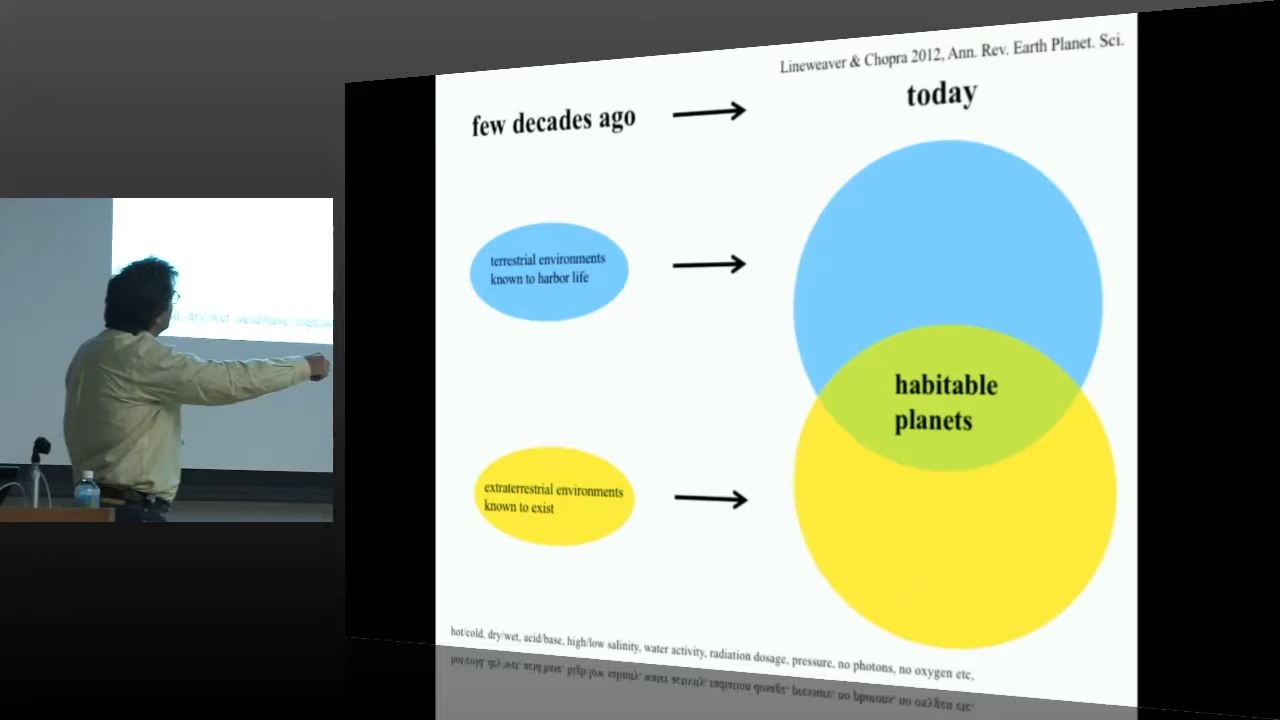 Lineweaver & Chopra 2012, Ann. Rev. Earth Planet. Sci.
few decades ago
today
terrestrial environments
known to harbor life
habitable
planets
extraterrestrial environments
known to exist
hot/cold, dry/wet, acid/base, high/low salinity, water activity, radiation dosage, pressure, no photons, no oxygen etc,